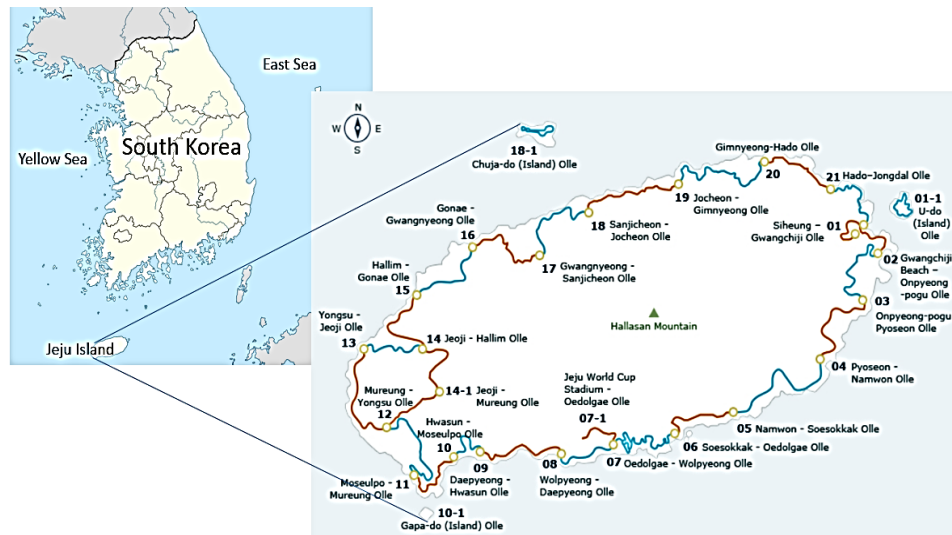 East Sea
South Korea
Yellow Sea
Jeju Island
N
W E
S
18-1
Chuja-do (Island) Olle
Gimnyeong-Hado Olle
20
21 Hado-Jongdal Olle
01-1
U-do
(Island)
Olle
19 Jocheon -
Gimnyeong Olle
Siheung - 01
Gwangchiji Olle
Gonae -
Gwangnyeong Olle
16
18 Sanjicheon -
Jocheon Olle
02 Gwangchiji
Beach -
Onpyeong
-pogu Olle
17 Gwangnyeong -
Sanjicheon Olle
Hallim -
Gonae Olle
15
03
Onpyeong-pogu
Pyoseon Olle
Yongsu -
Jeoji Olle
13
Hallasan Mountain
14 Jeoji - Hallim Olle
04 Pyoseon -
Namwon Olle
14-1 Jeoji -
Mureung Olle
Mureung -
Yongsu Olle
12
Jeju World Cup
Stadium -
Oedolgae Olle
07-1
Hwasun -
Moseulpo Olle
10
05 Namwon - Soesokkak Olle
06 Soesokkak - Oedolgae Olle
07 Oedolgae - Wolpyeong Olle
08
Wolpyeong -
Daepyeong Olle
09
Daepyeong -
Hwasun Olle
Moseulpo - 11
Mureung Olle
10-1
Gapa-do (Island) Olle